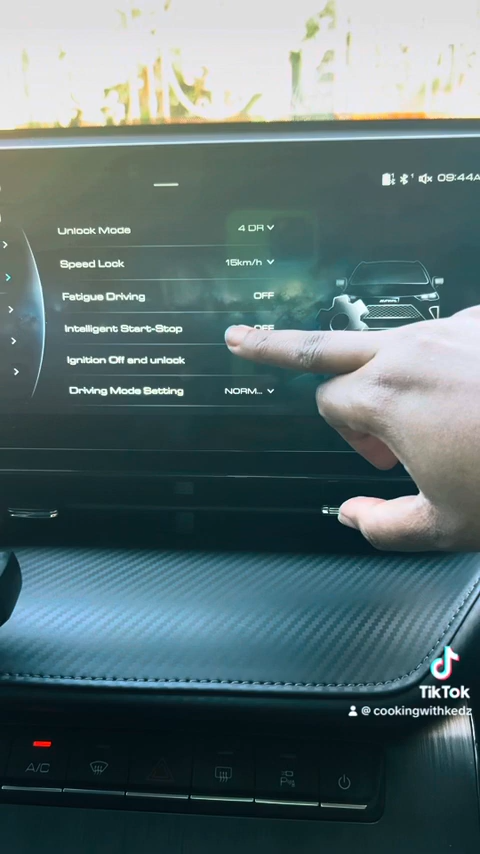 09:44A
Unlock Mode 4 DR
Speed Lock 15km/h
Fatigue Driving OFF
Intelligent Start-Stop OFF
Ignition Off and unlock
Driving Mode Setting NORM...
TikTok
@cookingwithkedz
A/C